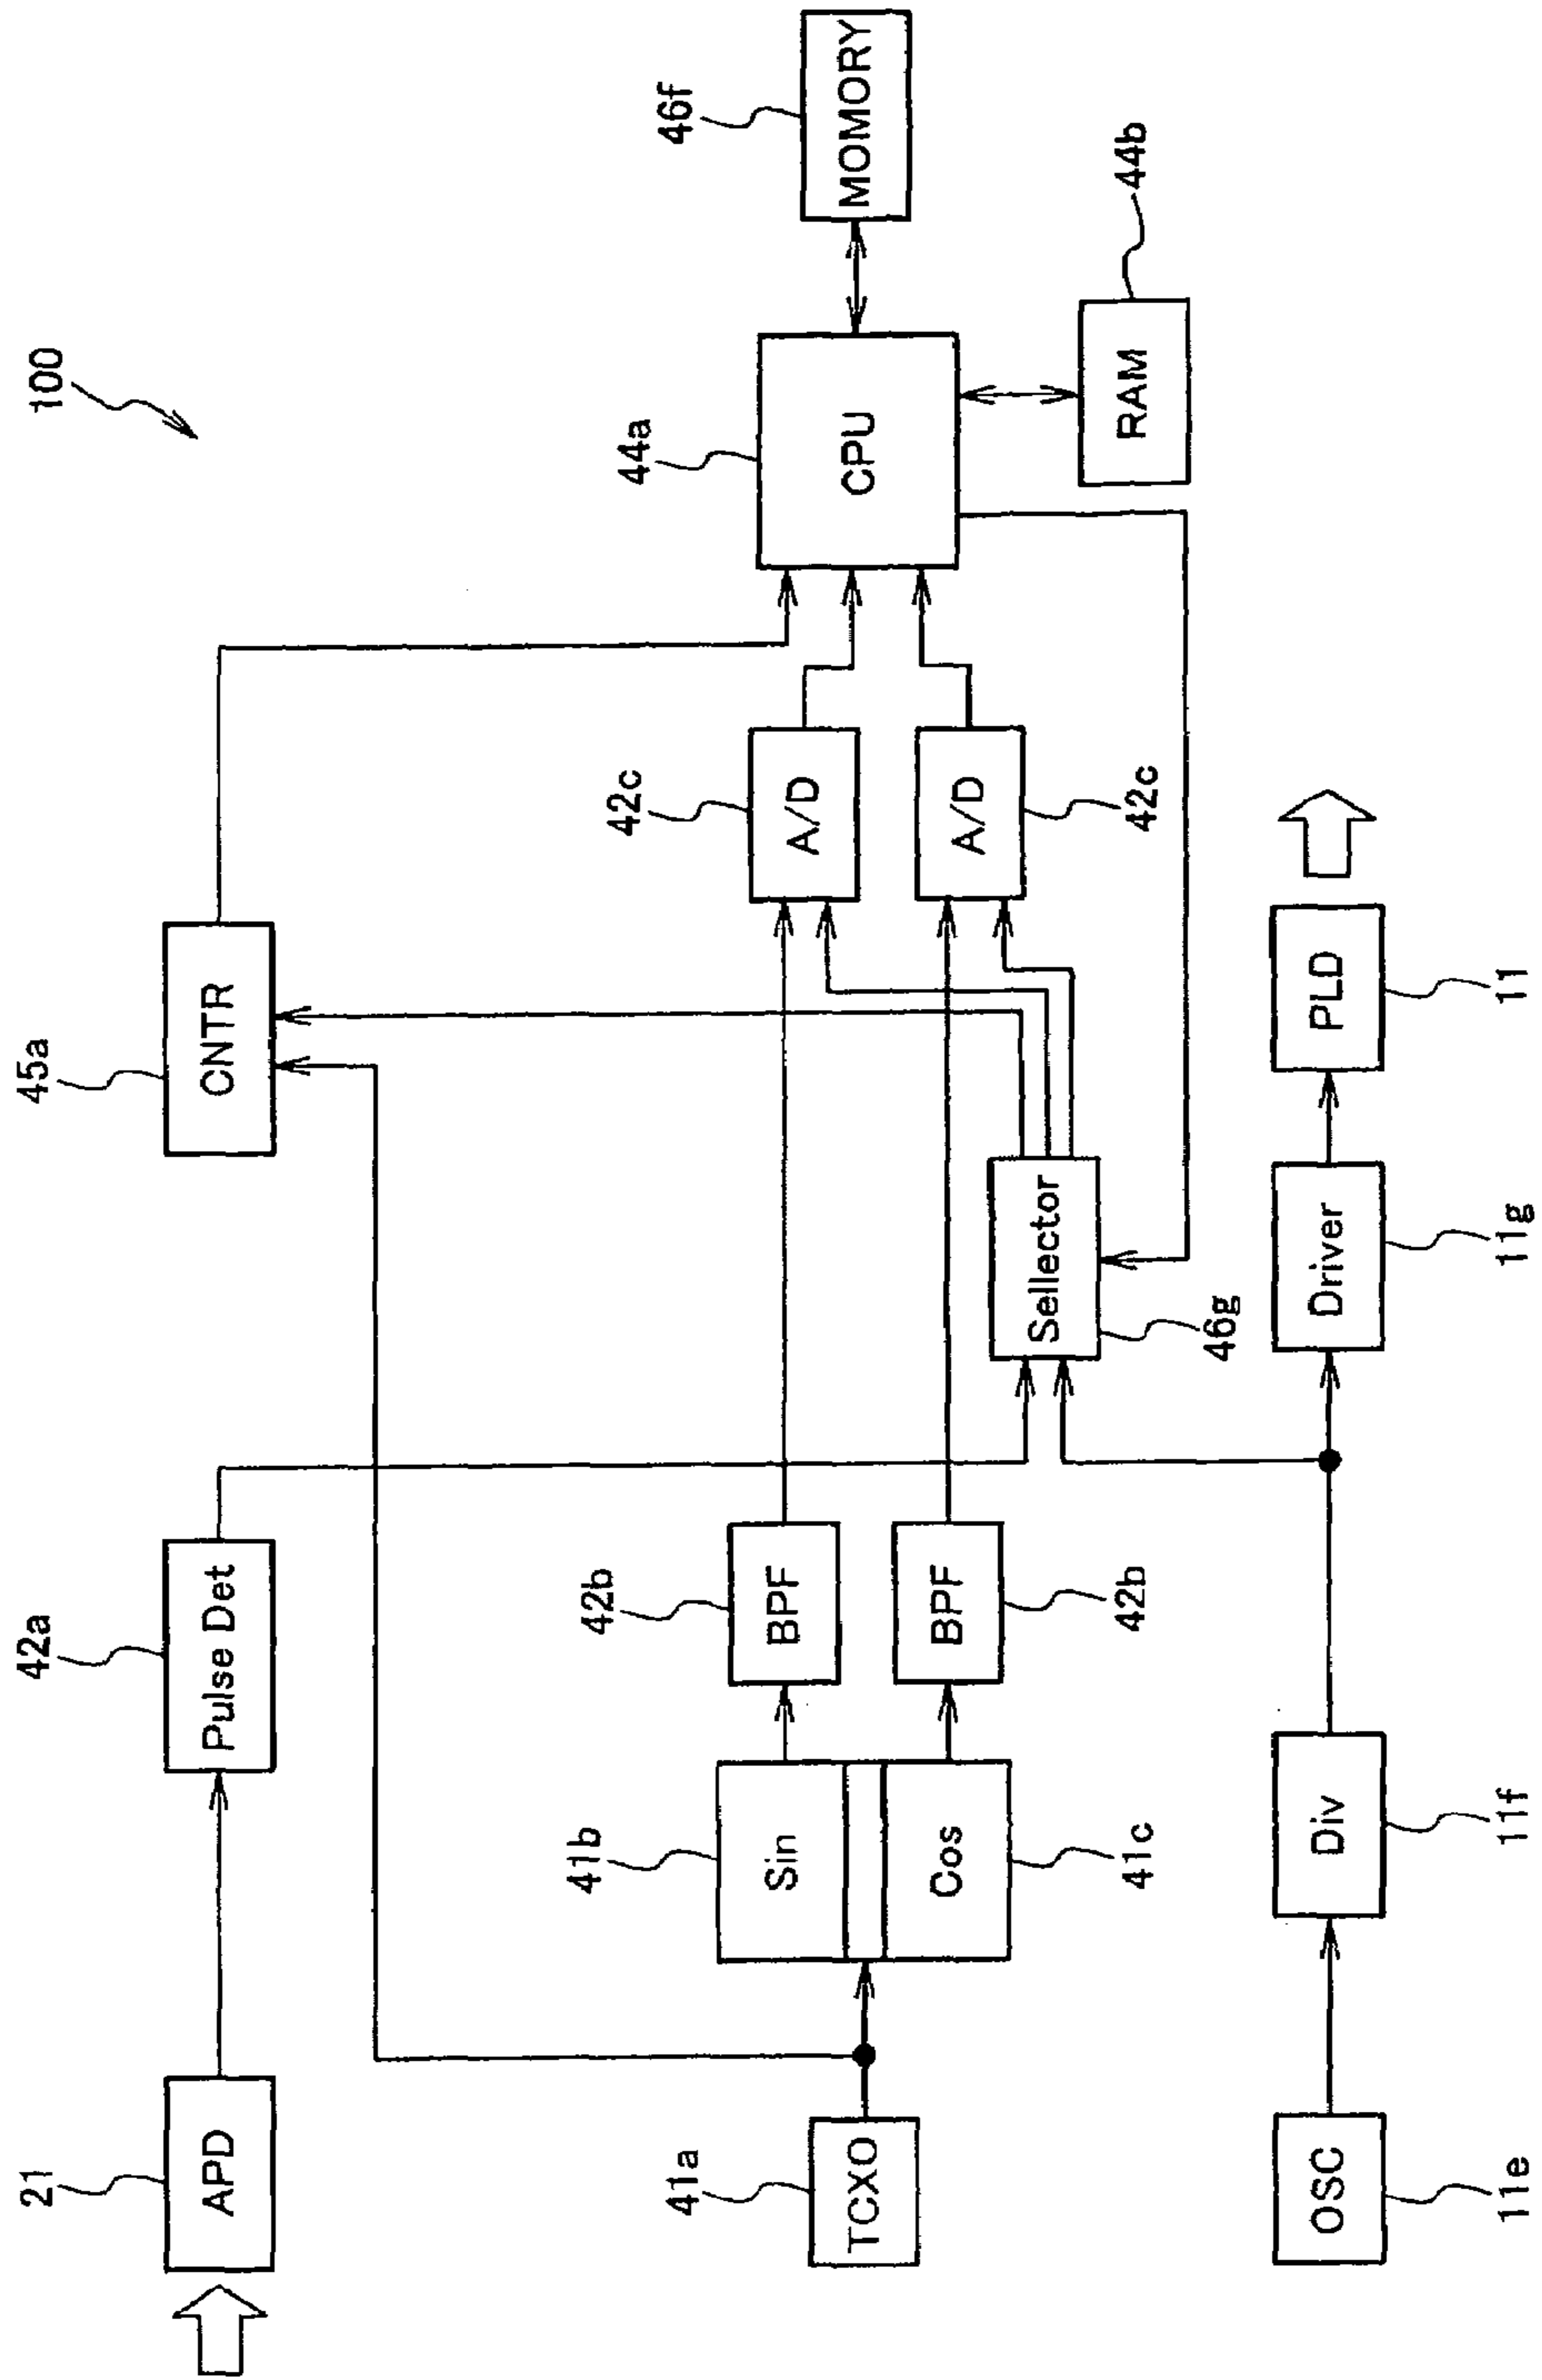 100
21
APD
42a
Pulse Det
45a
CNTR
41a
TCXO
41b
Sin
Cos
41c
42b
BPF
BPF
42b
42c
A/D
A/D
42c
44a
CPU
46f
MOMORY
RAM
44b
Sellector
46g
OSC
11e
Div
11f
Driver
11g
PLD
11